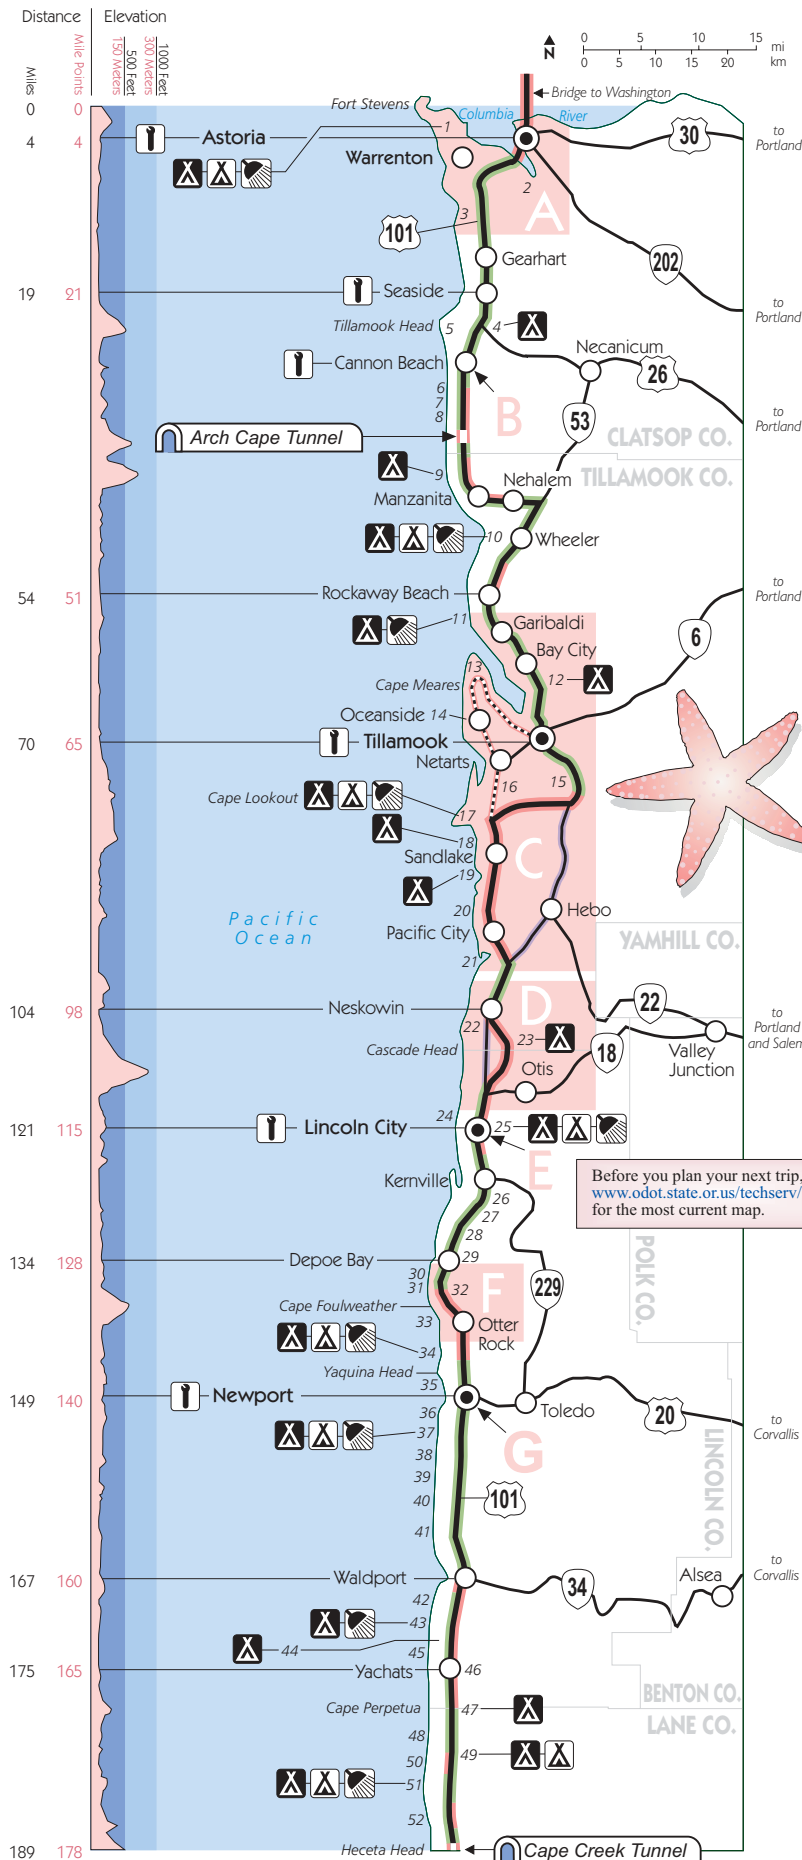 Distance
Elevation
Miles
Mile Points
150 Meters
500 Feet
300 Meters
1000 Feet
N
0 5 10 15 mi
0 5 10 15 20 km
Bridge to Washington
Fort Stevens
Columbia River
0 0
4 4
Astoria
30
to Portland
1
Warrenton
2
A
3
101
202
Gearhart
19 21
Seaside
to Portland
Tillamook Head
5
4
Necanicum
Cannon Beach
26
6
7
8
B
53
to Portland
CLATSOP CO.
Arch Cape Tunnel
TILLAMOOK CO.
9
Nehalem
Manzanita
10
Wheeler
54 51
Rockaway Beach
to Portland
11
Garibaldi
6
Bay City
13
12
Cape Meares
Oceanside
14
70 65
Tillamook
Netarts
16
15
Cape Lookout
17
18
Sandlake
C
19
20
Hebo
Pacific
Ocean
Pacific City
YAMHILL CO.
21
D
22
104 98
Neskowin
to Portland and Salem
22
23
18
Valley
Junction
Cascade Head
Otis
24
121 115
Lincoln City
25
E
Before you plan your next trip,
www.odot.state.or.us/techserv/
for the most current map.
Kernville
26
27
28
POLK CO.
134 128
Depoe Bay
29
30
31
32
F
229
Cape Foulweather
33
Otter
Rock
34
Yaquina Head
35
149 140
Newport
Toledo
20
to Corvallis
36
37
G
38
LINCOLN CO.
39
101
40
41
167 160
Waldport
34
Alsea
to Corvallis
42
43
44
45
175 165
Yachats
46
BENTON CO.
Cape Perpetua
47
LANE CO.
48
49
50
51
52
189 178
Heceta Head
Cape Creek Tunnel